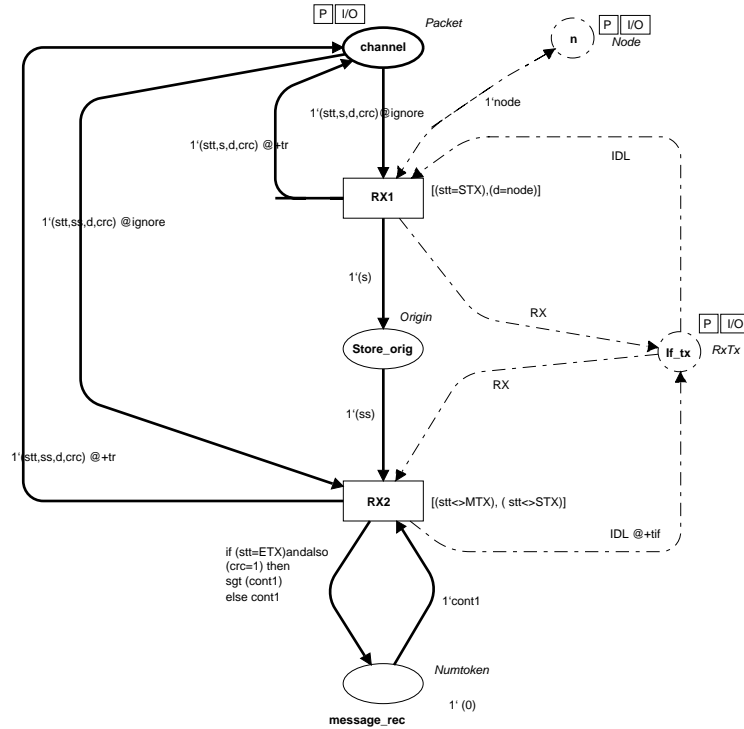 P I/O
Packet
channel
n
P I/O
Node
1‘(stt,s,d,crc)@ignore
1‘node
1‘(stt,s,d,crc) @+tr
IDL
RX1
[(stt=STX),(d=node)]
1‘(stt,ss,d,crc) @ignore
1‘(s)
RX
Origin
P I/O
Store_orig
If_tx
RxTx
RX
1‘(ss)
1‘(stt,ss,d,crc) @+tr
RX2
[(stt<>MTX), ( stt<>STX)]
IDL @+tif
if (stt=ETX)andalso
(crc=1) then
sgt (cont1)
else cont1
1‘cont1
Numtoken
1‘ (0)
message_rec